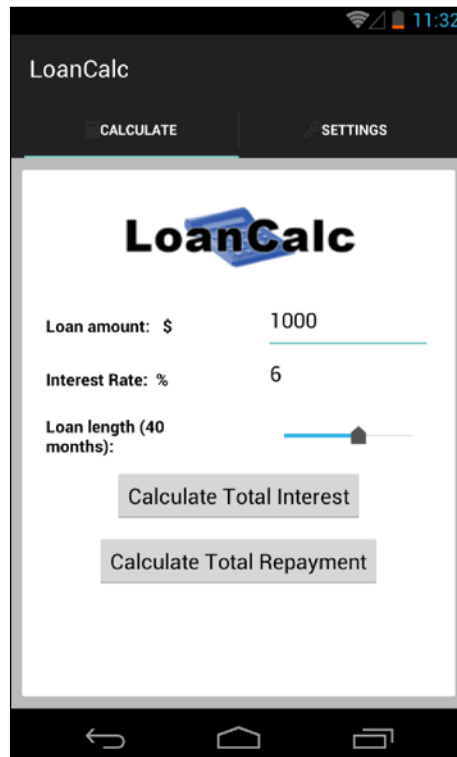 11:32
LoanCalc
CALCULATE
SETTINGS
LoanCalc
Loan amount: $
1000
Interest Rate: %
6
Loan length (40
months):
Calculate Total Interest
Calculate Total Repayment